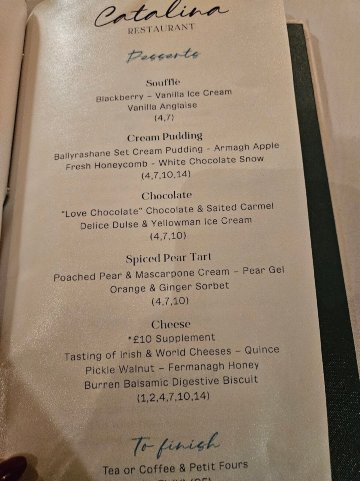 Catalina
RESTAURANT
Desserts
Souffle
Blackberry – Vanilla Ice Cream
Vanilla Anglaise
(4,7)
Cream Pudding
Ballyrashane Set Cream Pudding - Armagh Apple
Fresh Honeycomb - White Chocolate Snow
(4,7,10,14)
Chocolate
"Love Chocolate" Chocolate & Salted Carmel
Delice Dulse & Yellowman Ice Cream
(4,7,10)
Spiced Pear Tart
Poached Pear & Mascarpone Cream – Pear Gel
Orange & Ginger Sorbet
(4,7,10)
Cheese
*£10 Supplement
Tasting of Irish & World Cheeses – Quince
Pickle Walnut – Fermanagh Honey
Burren Balsamic Digestive Biscuit
(1,2,4,7,10,14)
To finish
Tea or Coffee & Petit Fours